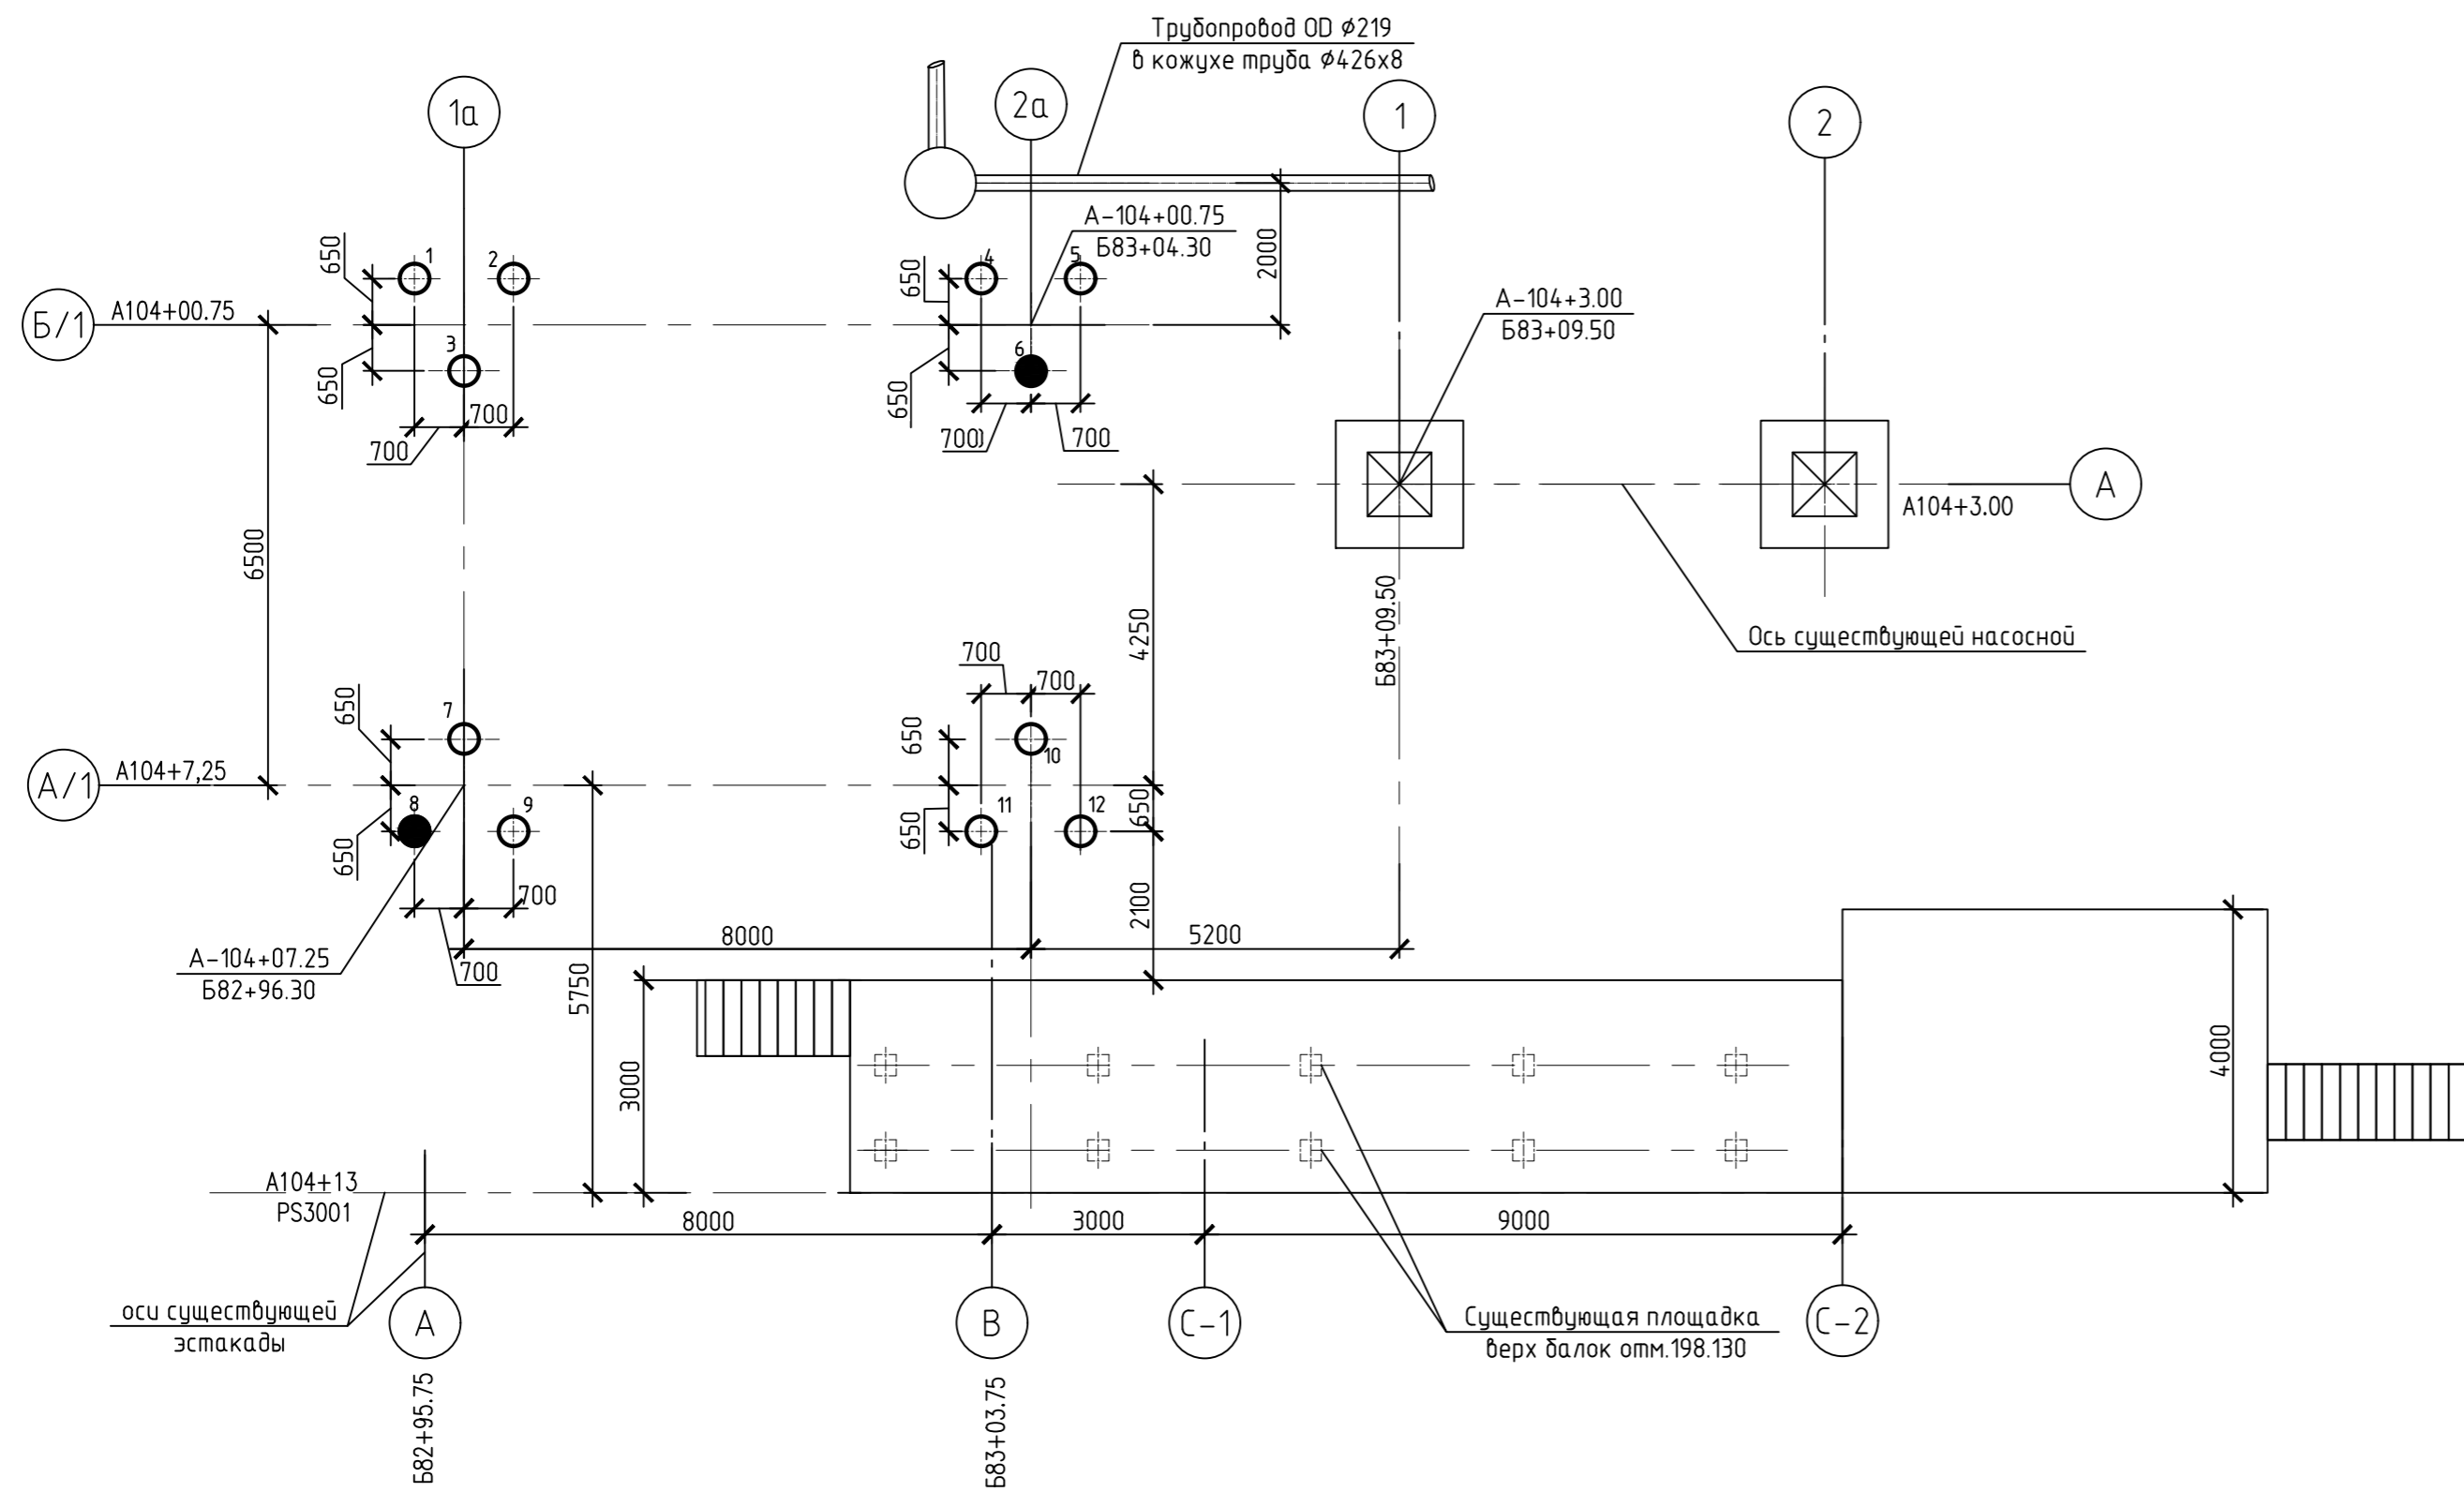 Трубопровод OD ⌀219
в кожухе труба ⌀426х8
1а
2а
1
2
А-104+00.75
Б83+04.30
2000
650
1
2
650
4
5
Б/1
А104+00.75
А-104+3.00
Б83+09.50
3
6
650
650
700
700
700
700
А
А104+3.00
6500
4250
Б83+09.50
Ось существующей насосной
700
700
650
7
650
10
А/1
А104+7,25
8
9
11
12
650
650
650
700
2100
8000
5200
А-104+07.25
Б82+96.30
700
5750
3000
4000
А104+13
PS3001
8000
3000
9000
оси существующей
эстакады
А
В
С-1
С-2
Существующая площадка
верх балок отм.198.130
Б82+95.75
Б83+03.75